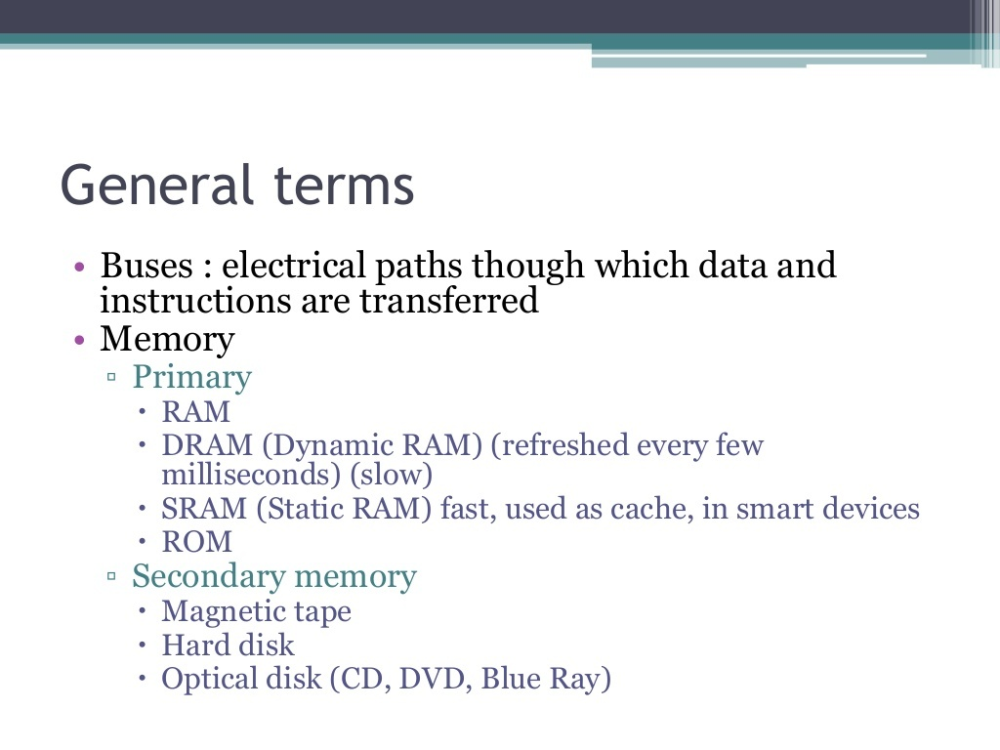 General terms
• Buses : electrical paths though which data and
instructions are transferred
• Memory
▫ Primary
· RAM
· DRAM (Dynamic RAM) (refreshed every few
milliseconds) (slow)
· SRAM (Static RAM) fast, used as cache, in smart devices
· ROM
▫ Secondary memory
· Magnetic tape
· Hard disk
· Optical disk (CD, DVD, Blue Ray)